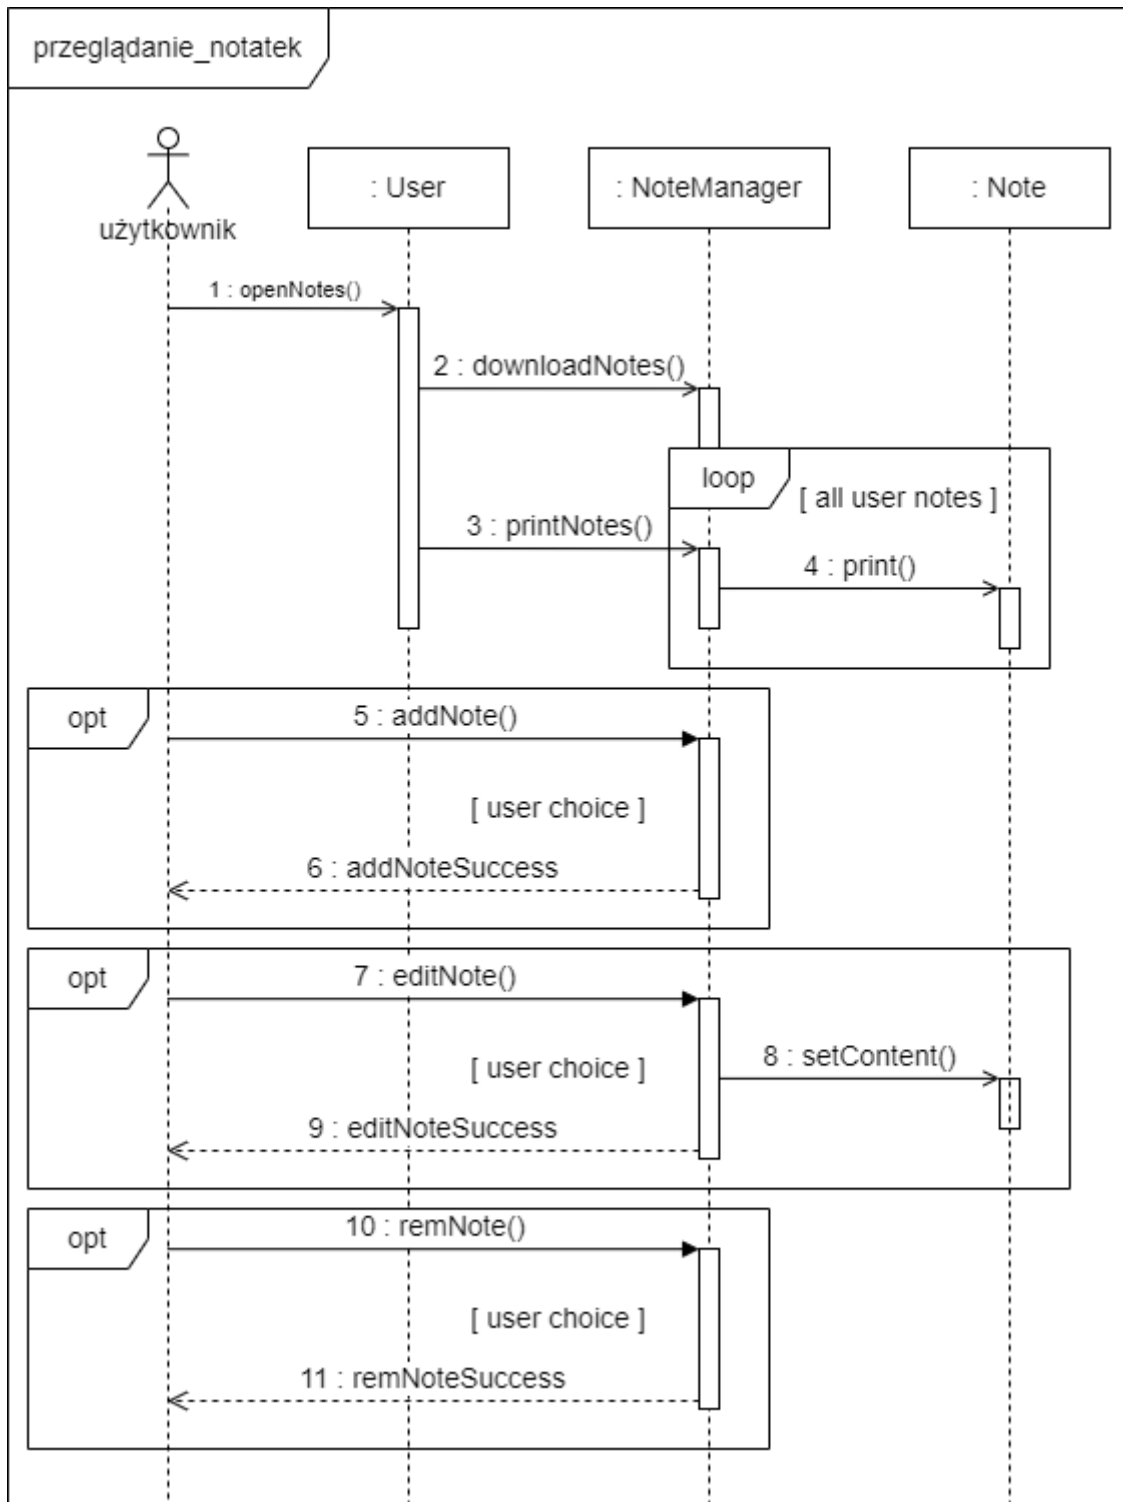 przeglądanie_notatek
użytkownik
: User
: NoteManager
: Note
1 : openNotes()
2 : downloadNotes()
loop
[ all user notes ]
3 : printNotes()
4 : print()
opt
5 : addNote()
[ user choice ]
6 : addNoteSuccess
opt
7 : editNote()
[ user choice ]
8 : setContent()
9 : editNoteSuccess
opt
10 : remNote()
[ user choice ]
11 : remNoteSuccess